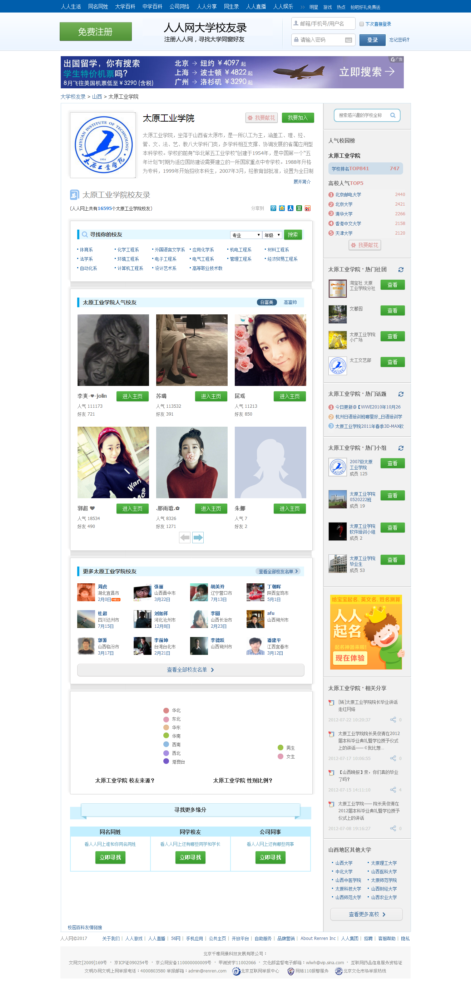 人人生活 同名同姓 大学百科 中学百科 公司网络 人人分享 同生录 人人直播 人人娱乐 >> 明星 游戏 热点 抢吧好礼免费送
免费注册
人人网大学校友录
注册人人网，寻找大学同窗好友
邮箱/手机号/用户名
下次直接登录
请输入密码
登录
忘记密码?
出国留学，你有搜索
学生特价机票吗?
8月飞往美国机票低至￥3290 (含税)
北京 → 纽约 ￥4097 起
上海 → 波士顿 ￥4822 起
广州 → 洛杉矶 ￥3290 起
立即搜索→
广告
大学校友录 > 山西 > 太原工业学院
TAIYUAN INSTITUTE OF TECHNOLOGY
1954
太原工业学院
太原工业学院
我要献花
我要加入
太原工业学院，坐落于山西省太原市，是一所以工为主，涵盖工、理、经、
管、文、法、艺、教八大学科门类，多学科相互支撑、协调发展的省属应用型
本科学校。学校的前身“华北第五工业学校”创建于1954年，是中国第一个“五
年计划”时期为适应国防建设需要建立的一所国家重点中专学校。1988年升格
为专科，1999年开始招收本科生，2007年3月，经教育部批准，设置为全日制
展开简介
太原工业学院校友录
(人人网上共有16595个太原工业学院校友)
分享到
寻找你的校友
专业
年级
搜索
体育系 化学工程系 外国语言文学系 应用化学系 机电工程系 材料工程系
法学系 环境工程系 电子工程系 电气工程系 管理工程系 经济贸易工程系
自动化系 计算机工程系 设计艺术系 高等职业技术教
太原工业学院人气校友
白富美
高富帅
李爽-♥-jolin 进入主页
人气 111173
好友 721
苏璐 进入主页
人气 113532
好友 391
屈瑶 进入主页
人气 11213
好友 850
I
Wan
郭超 ♥ 进入主页
人气 18534
好友 490
.邢雨歌.✿ 进入主页
人气 8326
好友 1271
朱娜 进入主页
人气 7
好友 2
更多太原工业学院校友
查看全部校友名单
周虎
湖北宜昌市
2月0日 NEW
张丽
山西晋中市
3月22日
胡美玲
辽宁营口市
7月13日
丁朝晖
陕西宝鸡市
5月1日
杜超
四川达州市
7月15日
刘如祥
河北沧州市
12月8日
李圆
山西长治市
2月23日
afu
山西朔州市
郭源
山西临汾市
3月17日
李前坤
台湾台北市
2月21日
李德跃
山西朔州市
潘建平
江西宜春市
3月12日
查看全部校友名单
华北
东北
华东
华南
西南
西北
港澳台
男生
女生
太原工业学院 校友来源?
太原工业学院 性别比例?
寻找更多缘分
同名同姓
看人人网上谁和你同名同姓
立即寻找
同学校友
看人人网上还有哪些同学和学长
立即寻找
公司同事
看人人网上还有哪些同事
立即寻找
校园百科友情链接
搜索感兴趣的学校全称
人气校园榜
太原工业学院
学校排名TOP841 747
高校人气TOP5
1 北京邮电大学 2440
2 北京大学 2421
3 清华大学 2266
4 香港中文大学 2158
5 天津大学 2120
我要献花
太原工业学院·热门社团
淘宝社 太原
工业学院分社
查看
文馨园
查看
太原工业学院
小广场
查看
太工文艺部
查看
太原工业学院·热门话题
1 今日更新@【WWE2010年10月26
2 杭州日语培训班哪里好_日语培训学
3 太原工业学院2011年春季3D-MAX软
太原工业学院·热门小组
2007级太原
工业学院
成员 125
查看
太原工业学院
0520222班
成员 19
查看
太原工业学院
软件培训小组
成员 2
查看
太原工业学院
毕业生
成员 53
查看
给宝宝起名、英文名、姓名测算
人人
起名
起名神器来啦!
现在体验
太原工业学院·相关分享
[转]太原工业学院院长毕业讲话
走红网络
2012-07-22 10:20:37 0
太原工业学院院长吴俊清在2012
届本科毕业典礼暨学位授予仪式
上的讲话——《我比想...
2012-07-17 10:06:55 0
【山西晚报】亲，你们真的毕业
了吗?
2012-07-15 14:11:10 4
太原工业学院—— 院长吴俊清在
2012届本科毕业典礼暨学位授予
仪式上的讲话
2012-07-08 19:16:27 0
山西地区其他大学
山西大学 太原理工大学
中北大学 山西医科大学
山西中医学院 太原师范学院
太原科技大学 山西财经大学
山西师范大学 山西农业大学
查看更多高校
人人网©2017 关于我们 | 人人游戏 | 人人直播 | 56网 | 手机应用 | 公共主页 | 开放平台 | 自助服务 | 品牌营销 | About Renren Inc | 人人集团 | 招聘 | 客服帮助 | 隐私
北京千橡网景科技发展有限公司：
文网文[2009]169号 · 京ICP证090254号 · 京公网安备110000000009号 · 甲测资字11002066 · 文化部监督电子邮箱：wlwh@vip.sina.com · 互联网药品信息服务资格证
文明办网文明上网举报电话：4000803580 举报邮箱：admin@renren.com 北京互联网举报中心 网络110报警服务 北京文化市场举报热线